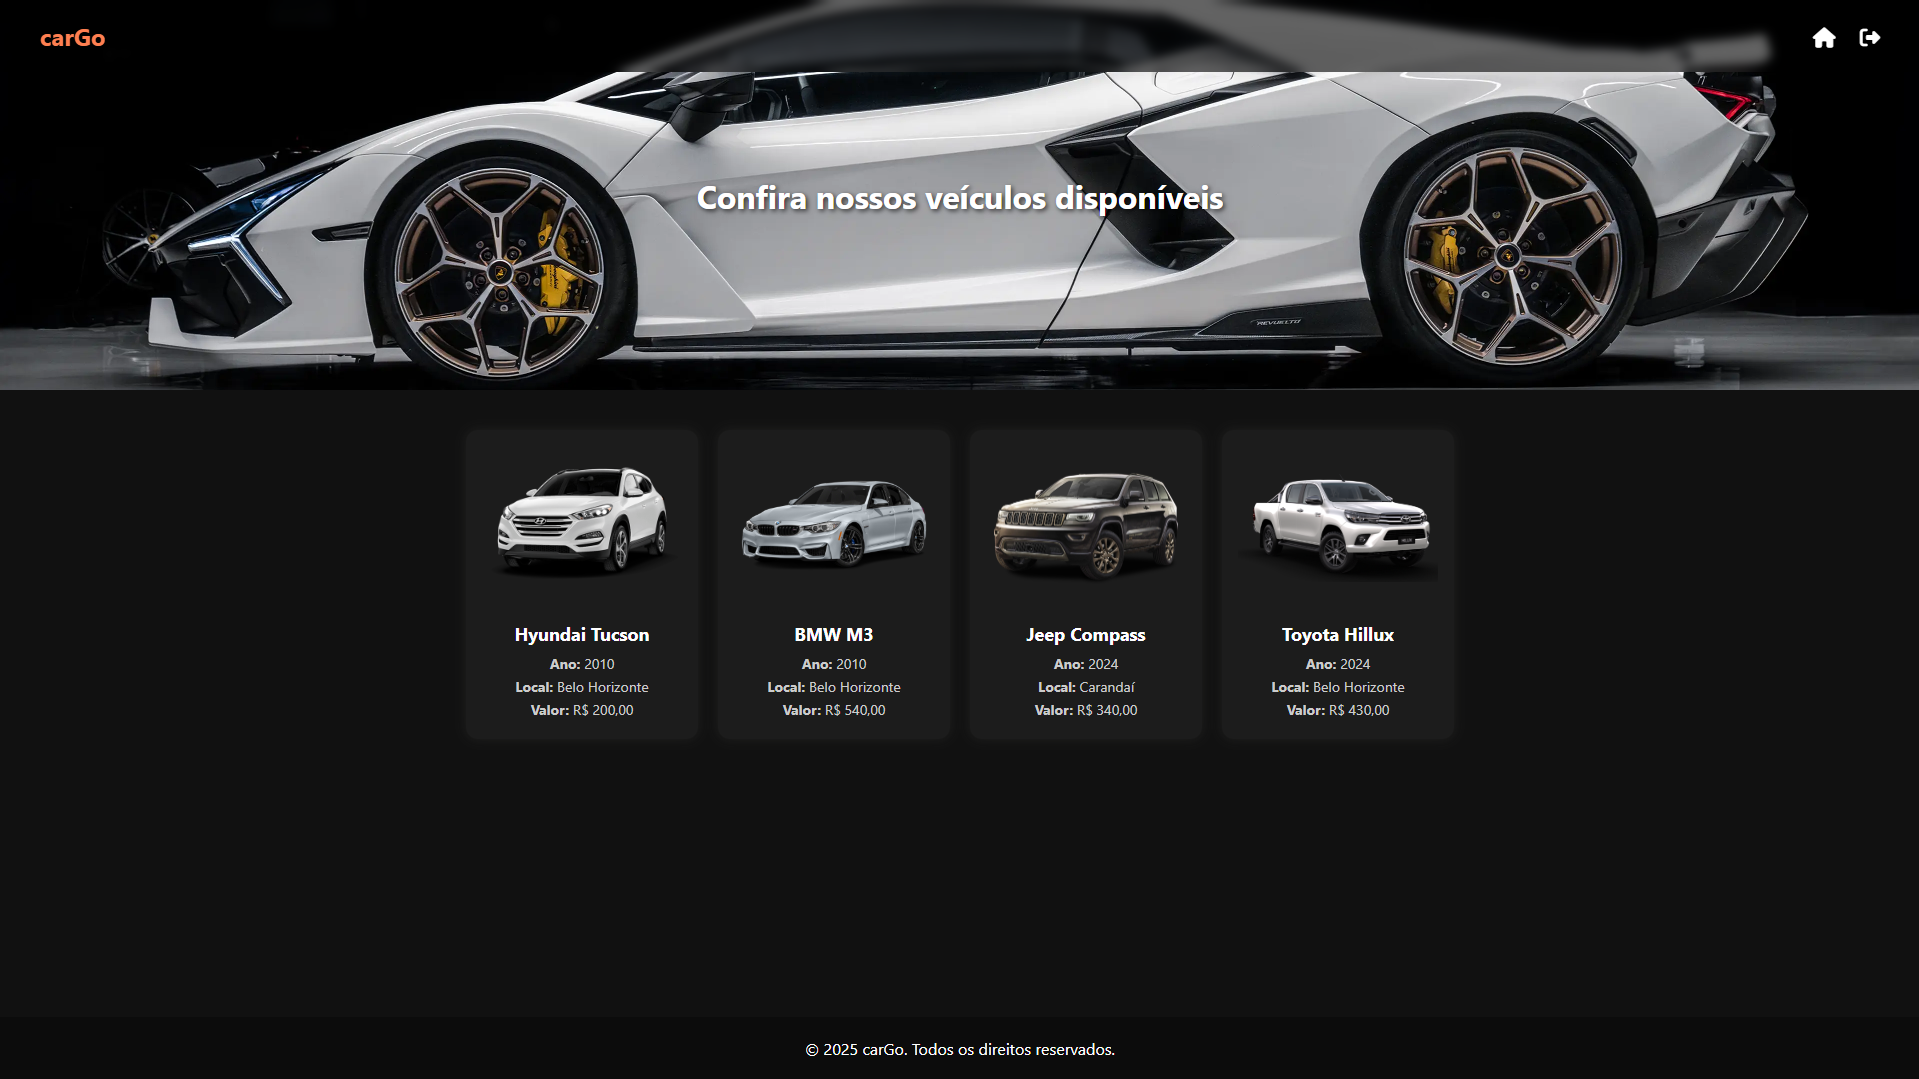 carGo
Confira nossos veículos disponíveis
REVUELTO
Hyundai Tucson
Ano: 2010
Local: Belo Horizonte
Valor: R$ 200,00
BMW M3
Ano: 2010
Local: Belo Horizonte
Valor: R$ 540,00
Jeep Compass
Ano: 2024
Local: Carandaí
Valor: R$ 340,00
Toyota Hillux
Ano: 2024
Local: Belo Horizonte
Valor: R$ 430,00
© 2025 carGo. Todos os direitos reservados.